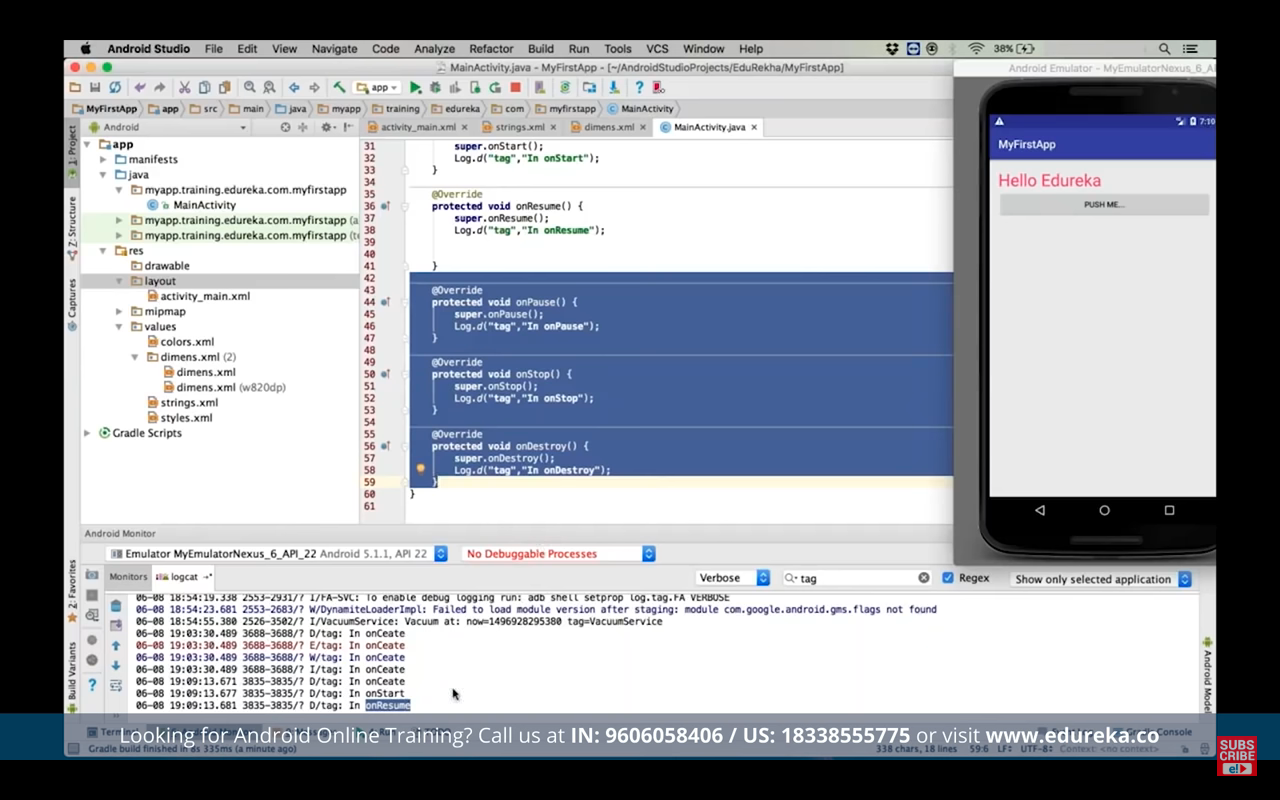 Android Studio File Edit View Navigate Code Analyze Refactor Build Run Tools VCS Window Help 38%
MainActivity.java - MyFirstApp - [~/AndroidStudioProjects/EduRekha/MyFirstApp]
Android Emulator - MyEmulatorNexus_6_A
app
MyFirstApp app src main java myapp training edureka com myfirstapp MainActivity
1: Project
Android
activity_main.xml strings.xml dimens.xml MainActivity.java
app
manifests
java
myapp.training.edureka.com.myfirstapp
MainActivity
myapp.training.edureka.com.myfirstapp (a
myapp.training.edureka.com.myfirstapp (te
res
drawable
layout
activity_main.xml
mipmap
values
colors.xml
dimens.xml (2)
dimens.xml
dimens.xml (w820dp)
strings.xml
styles.xml
Gradle Scripts
Z: Structure
Captures
31 super.onStart();
32 Log.d("tag","In onStart");
33 }
34
35 @Override
36 protected void onResume() {
37 super.onResume();
38 Log.d("tag","In onResume");
39
40
41 }
42
43 @Override
44 protected void onPause() {
45 super.onPause();
46 Log.d("tag","In onPause");
47 }
48
49 @Override
50 protected void onStop() {
51 super.onStop();
52 Log.d("tag","In onStop");
53 }
54
55 @Override
56 protected void onDestroy() {
57 super.onDestroy();
58 Log.d("tag","In onDestroy");
59 }
60 }
61
7:10
MyFirstApp
Hello Edureka
PUSH ME...
Android Monitor
Emulator MyEmulatorNexus_6_API_22 Android 5.1.1, API 22 No Debuggable Processes
Monitors logcat Verbose tag Regex Show only selected application
2: Favorites
Build Variants
06-08 18:54:19.338 2553-2931/? I/FA-SVC: To enable debug logging run: adb shell setprop log.tag.FA VERBOSE
06-08 18:54:23.681 2553-2683/? W/DynamiteLoaderImpl: Failed to load module version after staging: module com.google.android.gms.flags not found
06-08 18:54:55.380 2526-3502/? I/VacuumService: Vacuum at: now=1496928295380 tag=VacuumService
06-08 19:03:30.489 3688-3688/? D/tag: In onCeate
06-08 19:03:30.489 3688-3688/? E/tag: In onCeate
06-08 19:03:30.489 3688-3688/? W/tag: In onCeate
06-08 19:03:30.489 3688-3688/? I/tag: In onCeate
06-08 19:09:13.671 3835-3835/? D/tag: In onCeate
06-08 19:09:13.677 3835-3835/? D/tag: In onStart
06-08 19:09:13.681 3835-3835/? D/tag: In onResume
Android Model
Looking for Android Online Training? Call us at IN: 9606058406 / US: 18338555775 or visit www.edureka.co
Gradle build finished in 6s 335ms (a minute ago) 338 chars, 18 lines 59:6 LF÷ UTF-8÷ Context: <no context>
SUBS
CRIBE
e!